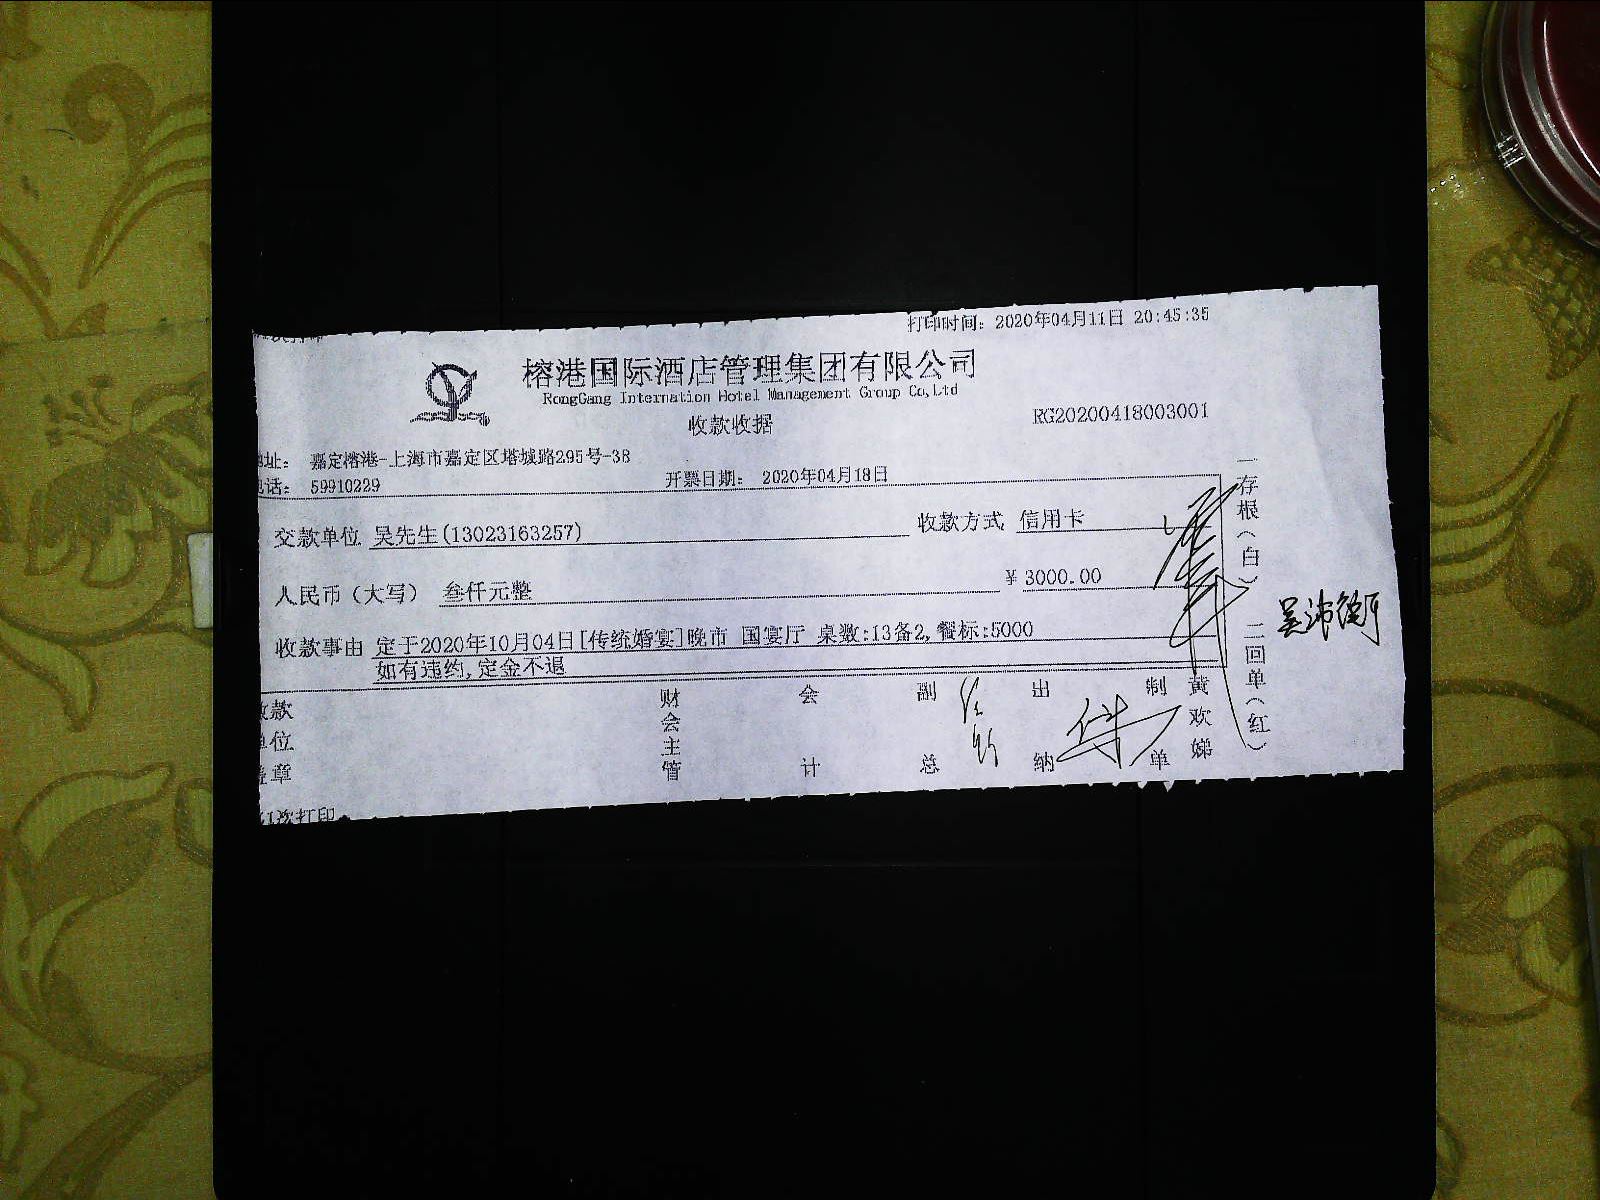 打印时间: 2020年04月11日 20:45:35
榕港国际酒店管理集团有限公司
RongGang Internation Hotel Management Group Co,Ltd
收款收据
RG20200418003001
址: 嘉定榕港-上海市嘉定区塔城路295号-38
话: 59910229
开票日期: 2020年04月18日
交款单位 吴先生(13023163257)
收款方式 信用卡
人民币（大写） 叁仟元整
¥ 3000.00
收款事由 定于2020年10月04日[传统婚宴]晚市 国宴厅 桌数:13备2,餐标:5000
如有违约,定金不退
一存根（白） 二回单（红）
款 位 章
财会主管
会计
副总
出纳
制单
黄欢娣
次打印